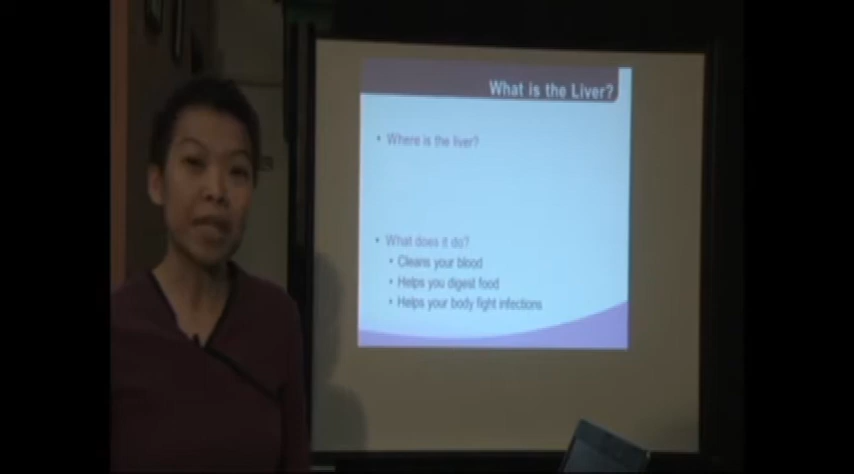 What is the Liver?
• Where is the liver?
• What does it do?
• Cleans your blood
• Helps you digest food
• Helps your body fight infections